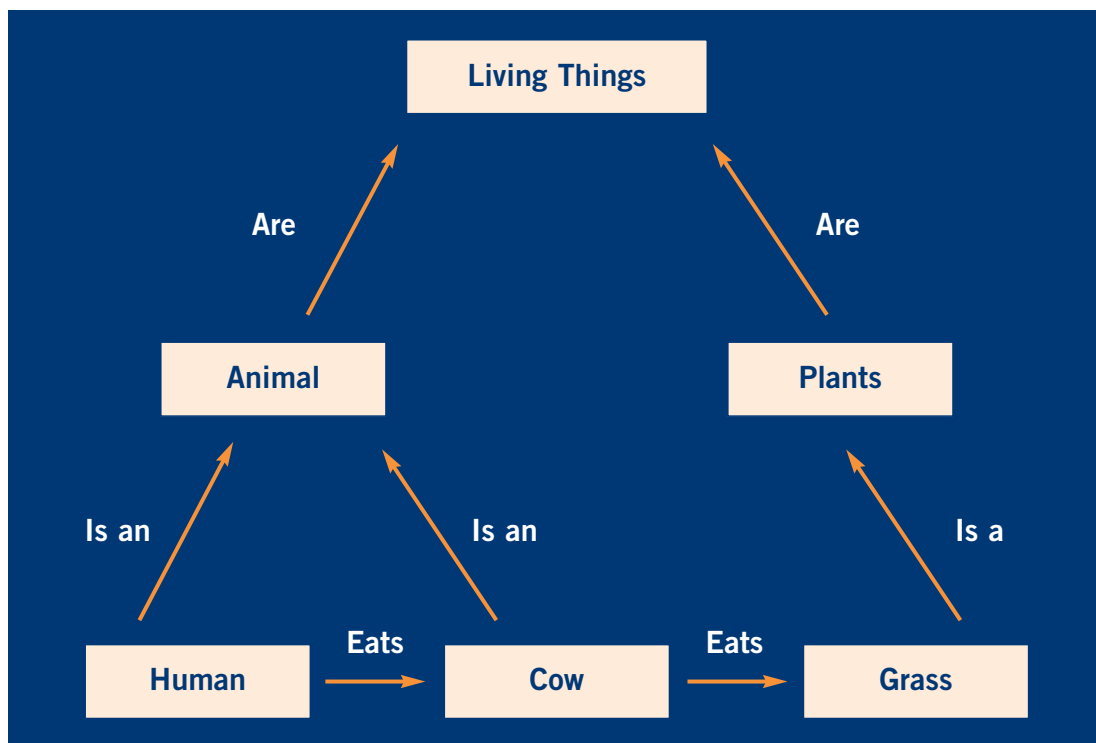 Living Things
Are
Are
Animal
Plants
Is an
Is an
Is a
Eats
Eats
Human
Cow
Grass